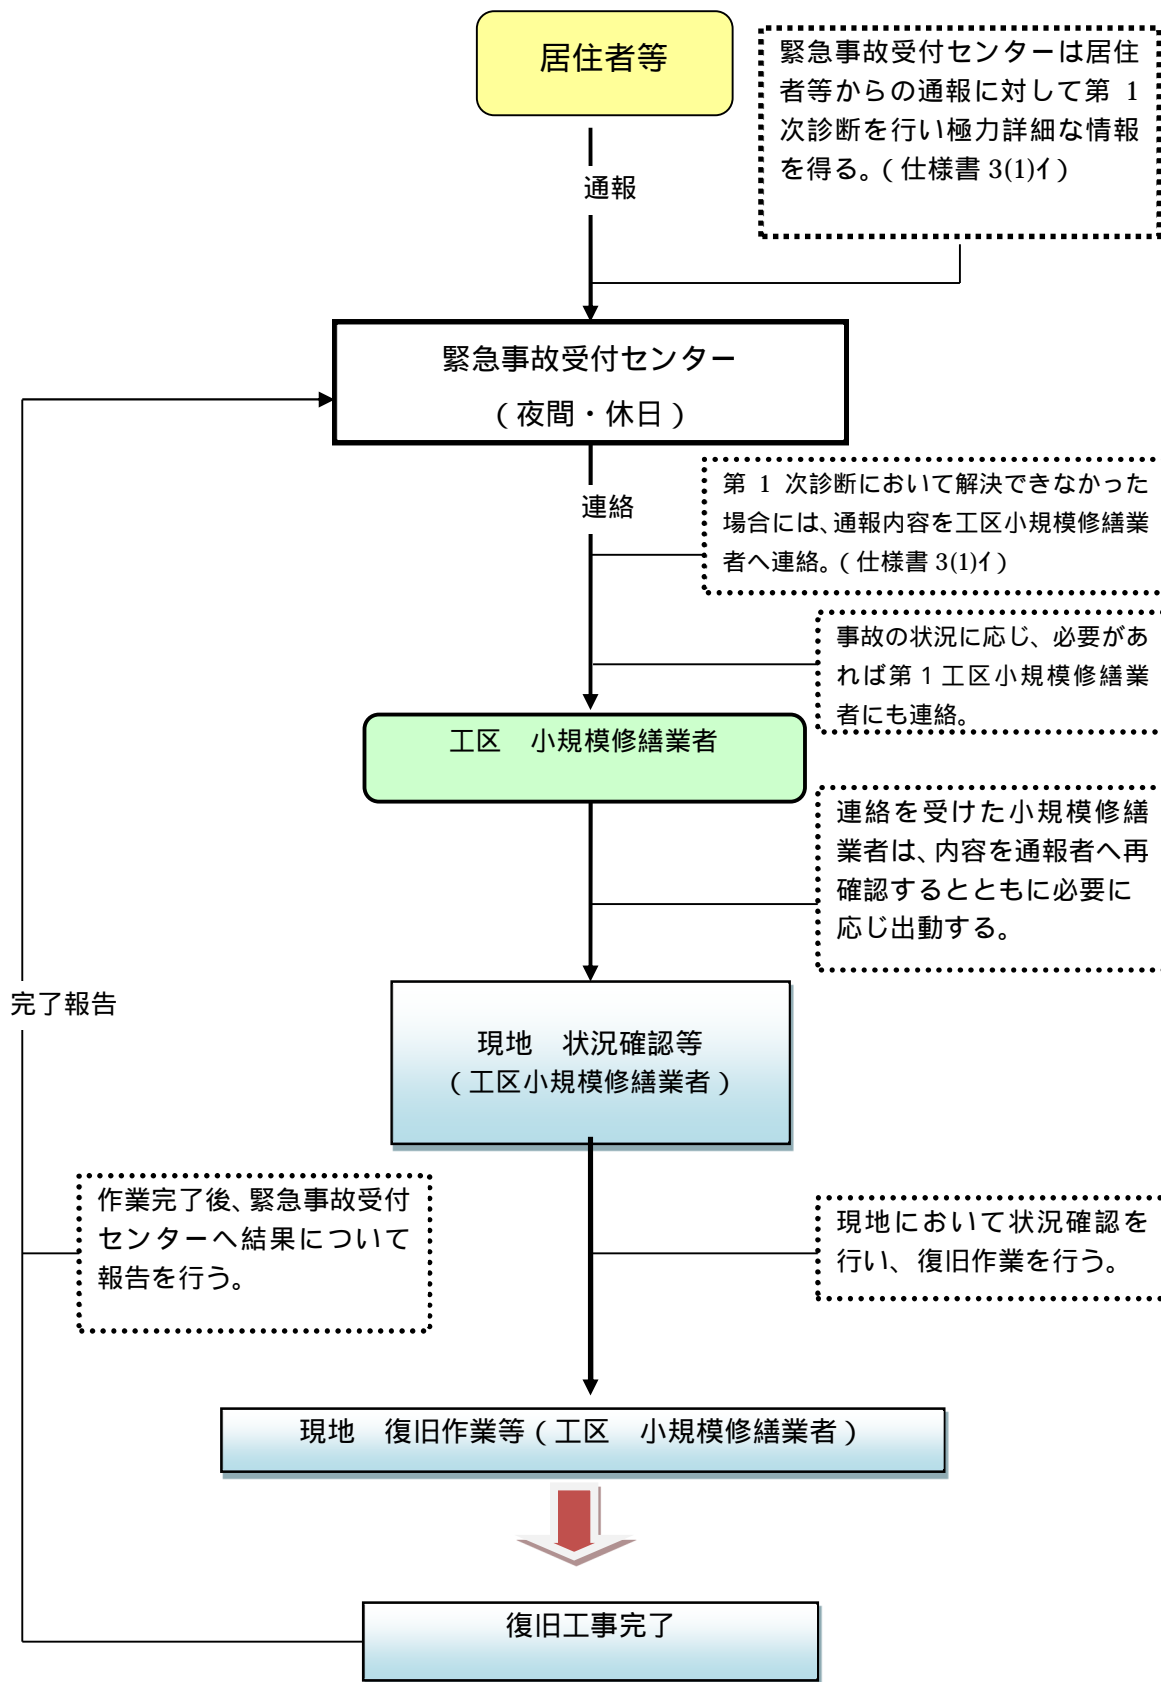 居住者等
緊急事故受付センターは居住
者等からの通報に対して第 1
次診断を行い極力詳細な情報
を得る。(仕様書 3(1)イ)
通報
緊急事故受付センター
(夜間・休日)
連絡
第 1 次診断において解決できなかった
場合には、通報内容を工区小規模修繕業
者へ連絡。(仕様書 3(1)イ)
事故の状況に応じ、必要があ
れば第1工区小規模修繕業
者にも連絡。
工区 小規模修繕業者
連絡を受けた小規模修繕
業者は、内容を通報者へ再
確認するとともに必要に
応じ出動する。
完了報告
現地 状況確認等
(工区小規模修繕業者)
作業完了後、緊急事故受付
センターへ結果について
報告を行う。
現地において状況確認を
行い、復旧作業を行う。
現地 復旧作業等(工区 小規模修繕業者)
復旧工事完了